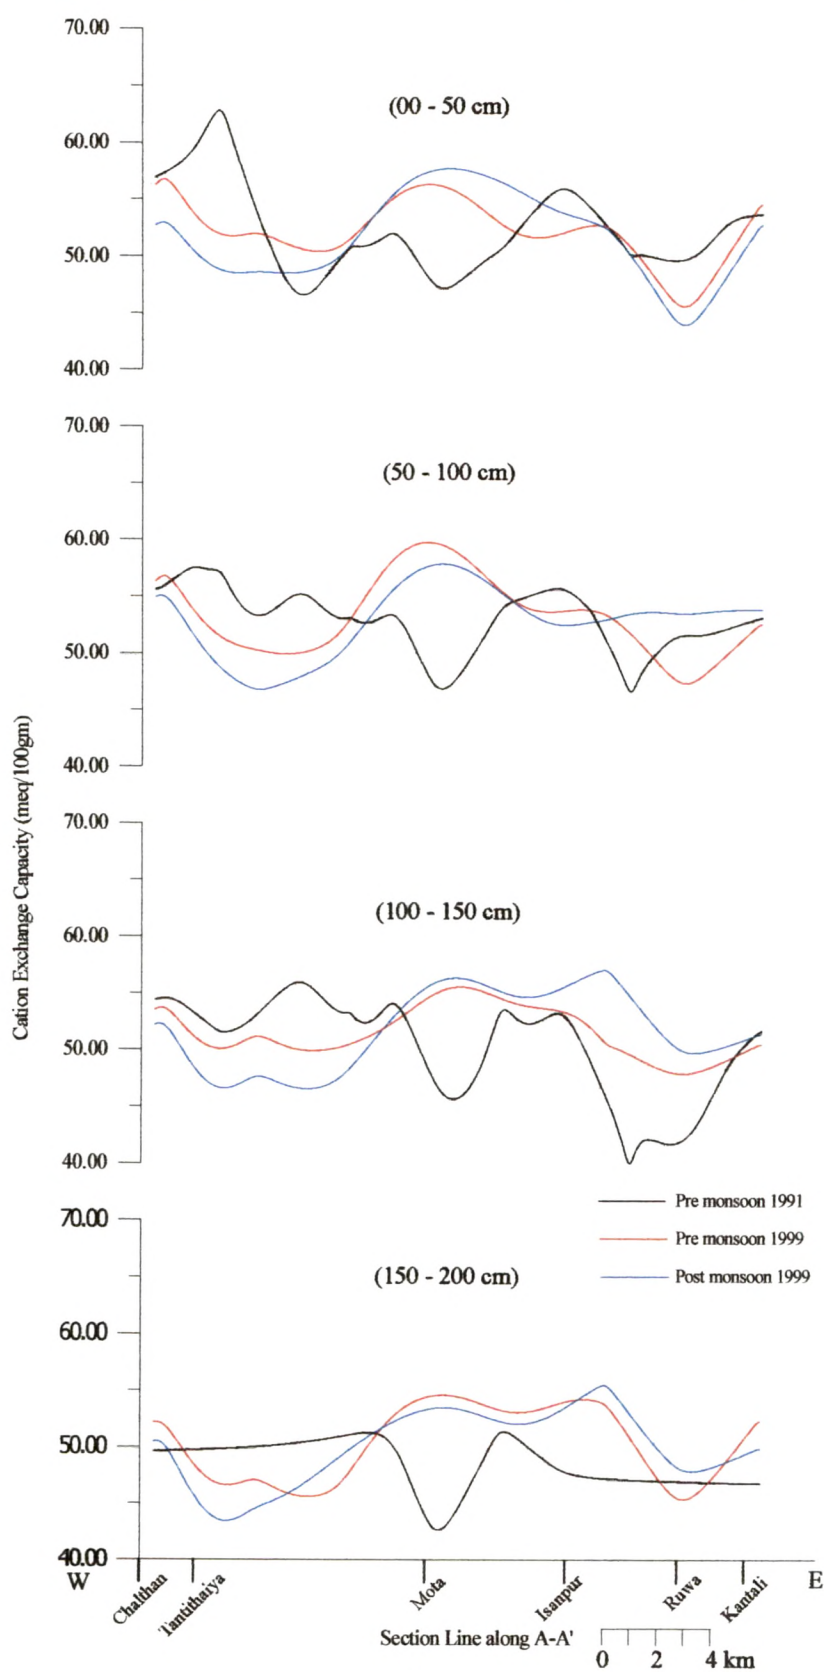 70.00
(00 - 50 cm)
60.00
50.00
40.00
70.00
(50 - 100 cm)
60.00
50.00
40.00
Cation Exchange Capacity (meq/100gm)
70.00
(100 - 150 cm)
60.00
50.00
40.00
Pre monsoon 1991
Pre monsoon 1999
Post monsoon 1999
70.00
(150 - 200 cm)
60.00
50.00
40.00
W E
Chalthan Tantithaiya Mota Isanpur Ruwa Kantali
Section Line along A-A'
0 2 4 km